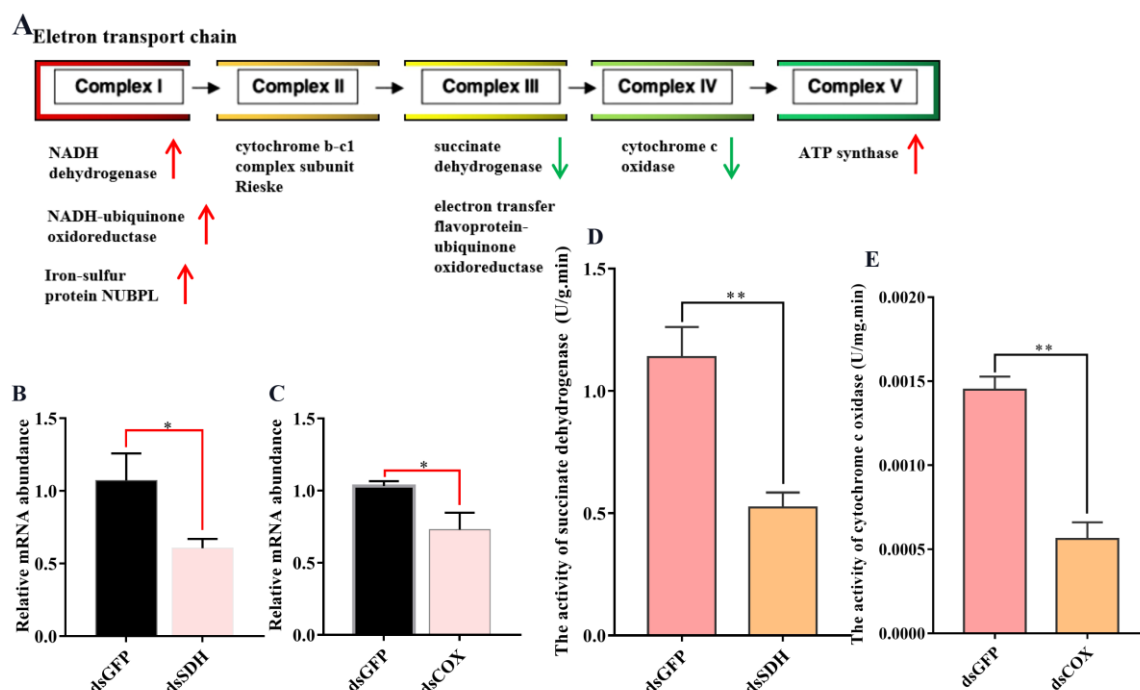 A
Eletron transport chain
Complex I
Complex II
Complex III
Complex IV
Complex V
NADH
dehydrogenase
NADH-ubiquinone
oxidoreductase
Iron-sulfur
protein NUBPL
cytochrome b-c1
complex subunit
Rieske
succinate
dehydrogenase
electron transfer
flavoprotein-
ubiquinone
oxidoreductase
cytochrome c
oxidase
ATP synthase
B
Relative mRNA abundance
1.5
1.0
0.5
0.0
*
dsGFP
dsSDH
C
Relative mRNA abundance
1.5
1.0
0.5
0.0
*
dsGFP
dsCOX
D
The activity of succinate dehydrogenase (U/g.min)
1.5
1.0
0.5
0.0
**
dsGFP
dsSDH
E
The activity of cytochrome c oxidase (U/mg.min)
0.0020
0.0015
0.0010
0.0005
0.0000
**
dsGFP
dsCOX